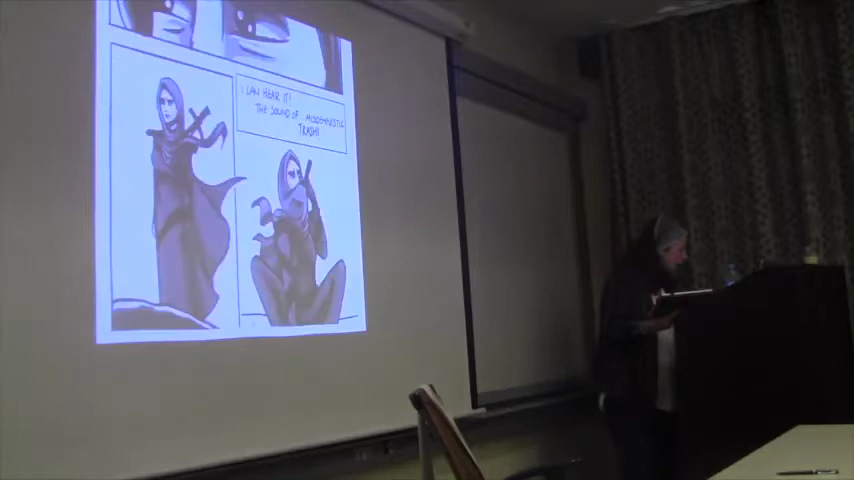 I CAN HEAR IT!
THE SOUND OF MISOGYNISTIC
TRASH!